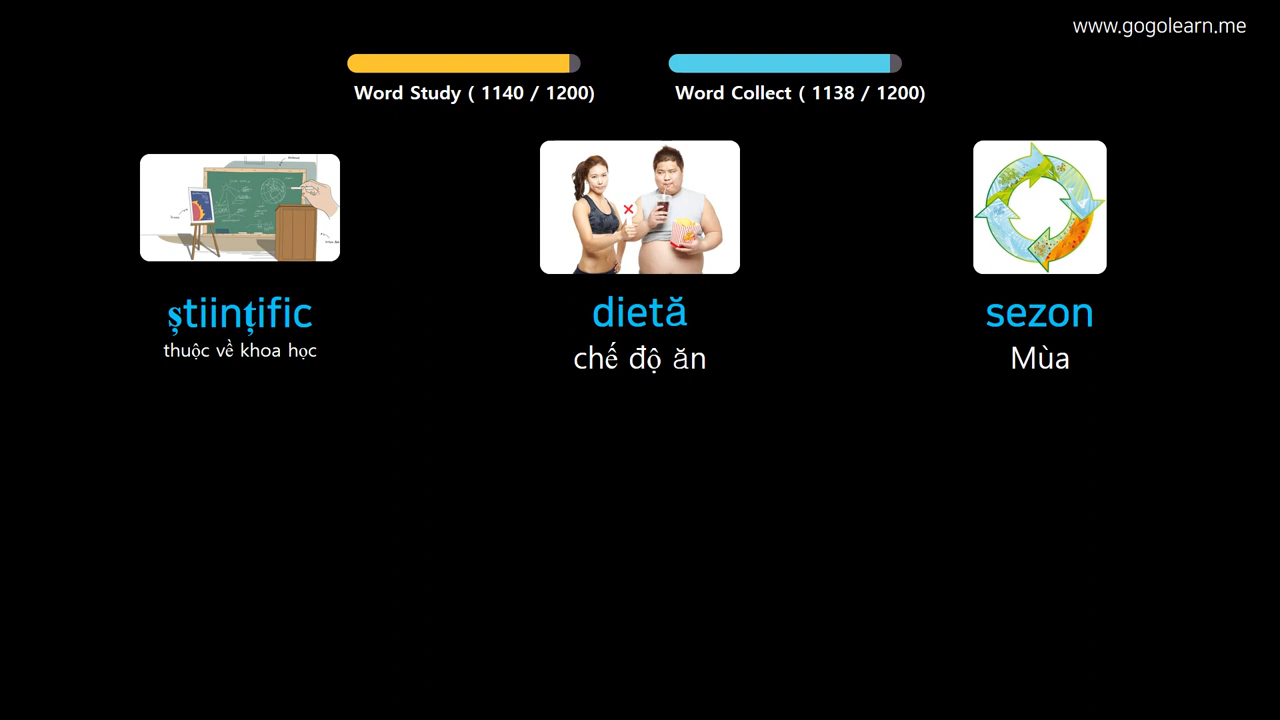 www.gogolearn.me
Word Study ( 1140 / 1200)
Word Collect ( 1138 / 1200)
științific
dietă
sezon
thuộc về khoa học
chế độ ăn
Mùa